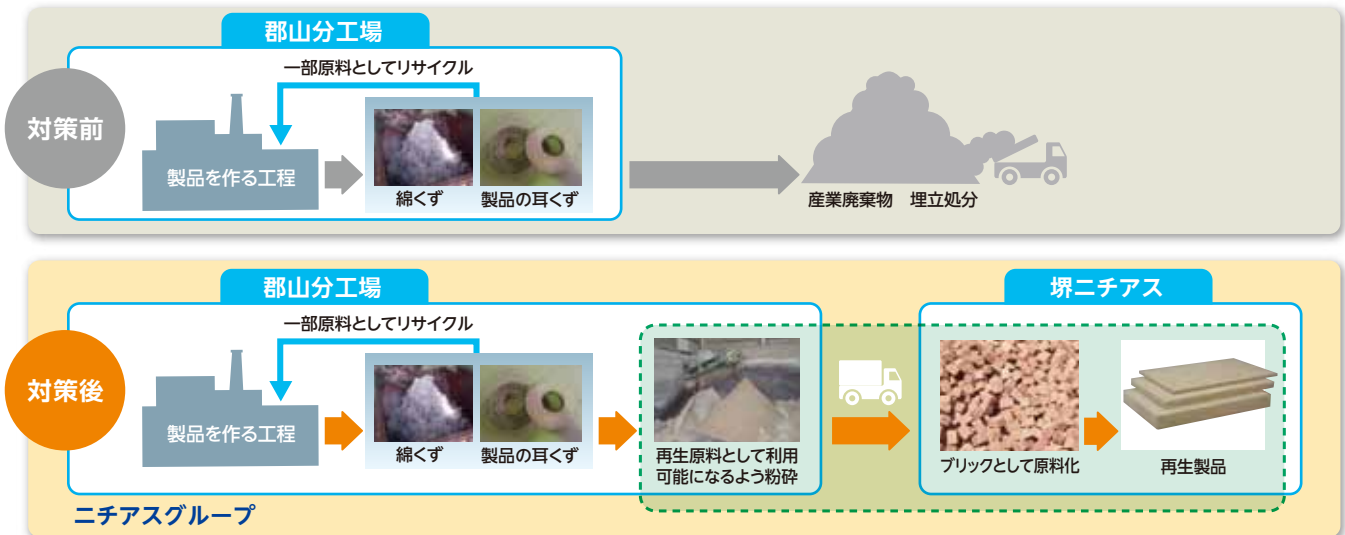 郡山分工場
一部原料としてリサイクル
対策前
製品を作る工程
綿くず
製品の耳くず
産業廃棄物　埋立処分
郡山分工場
堺ニチアス
一部原料としてリサイクル
対策後
製品を作る工程
綿くず
製品の耳くず
再生原料として利用
可能になるよう粉砕
ブリックとして原料化
再生製品
ニチアスグループ